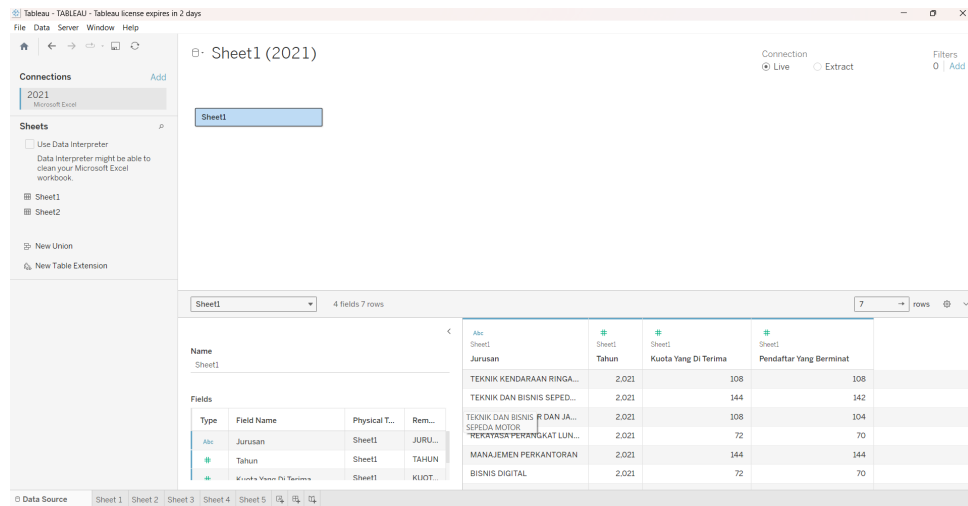 Tableau - TABLEAU - Tableau license expires in 2 days
File Data Server Window Help
Connections Add
2021
Microsoft Excel
Sheets
Use Data Interpreter
Data Interpreter might be able to
clean your Microsoft Excel
workbook.
Sheet1
Sheet2
New Union
New Table Extension
Sheet1 (2021)
Connection
Live Extract
Filters
0 Add
Sheet1
Sheet1 4 fields 7 rows 7 rows
Name
Sheet1
Fields
Type Field Name Physical T... Rem...
Abc Jurusan Sheet1 JURU...
# Tahun Sheet1 TAHUN
# Kuota Yang Di Terima Sheet1 KUOT...
Abc # # #
Sheet1 Sheet1 Sheet1 Sheet1
Jurusan Tahun Kuota Yang Di Terima Pendaftar Yang Berminat
TEKNIK KENDARAAN RINGA... 2,021 108 108
TEKNIK DAN BISNIS SEPED... 2,021 144 142
R DAN JA... 2,021 108 104
TEKNIK DAN BISNIS
SEPEDA MOTOR
REKAYASA PERANGKAT LUN... 2,021 72 70
MANAJEMEN PERKANTORAN 2,021 144 144
BISNIS DIGITAL 2,021 72 70
Data Source Sheet 1 Sheet 2 Sheet 3 Sheet 4 Sheet 5